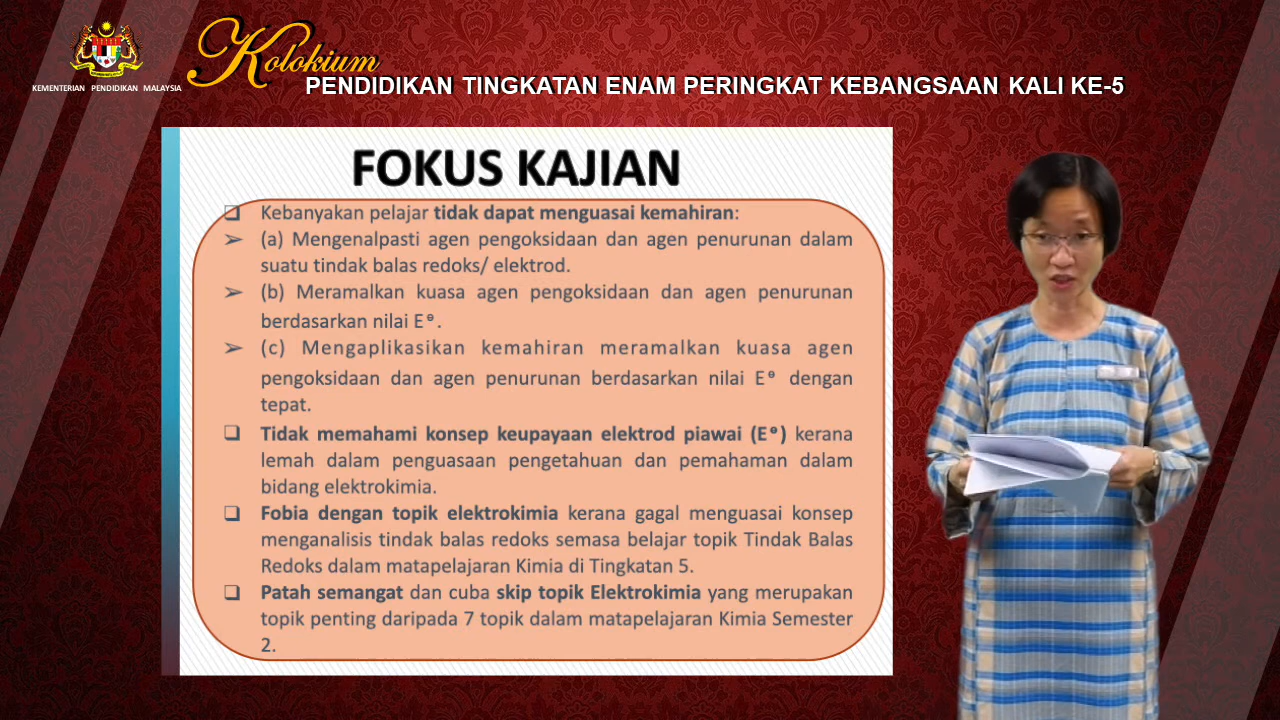 Kolokium
KEMENTERIAN PENDIDIKAN MALAYSIA
PENDIDIKAN TINGKATAN ENAM PERINGKAT KEBANGSAAN KALI KE-5
FOKUS KAJIAN
❑ Kebanyakan pelajar tidak dapat menguasai kemahiran:
➢ (a) Mengenalpasti agen pengoksidaan dan agen penurunan dalam
suatu tindak balas redoks/ elektrod.
➢ (b) Meramalkan kuasa agen pengoksidaan dan agen penurunan
berdasarkan nilai E⁰.
➢ (c) Mengaplikasikan kemahiran meramalkan kuasa agen
pengoksidaan dan agen penurunan berdasarkan nilai E⁰ dengan
tepat.
❑ Tidak memahami konsep keupayaan elektrod piawai (E⁰) kerana
lemah dalam penguasaan pengetahuan dan pemahaman dalam
bidang elektrokimia.
❑ Fobia dengan topik elektrokimia kerana gagal menguasai konsep
menganalisis tindak balas redoks semasa belajar topik Tindak Balas
Redoks dalam matapelajaran Kimia di Tingkatan 5.
❑ Patah semangat dan cuba skip topik Elektrokimia yang merupakan
topik penting daripada 7 topik dalam matapelajaran Kimia Semester
2.